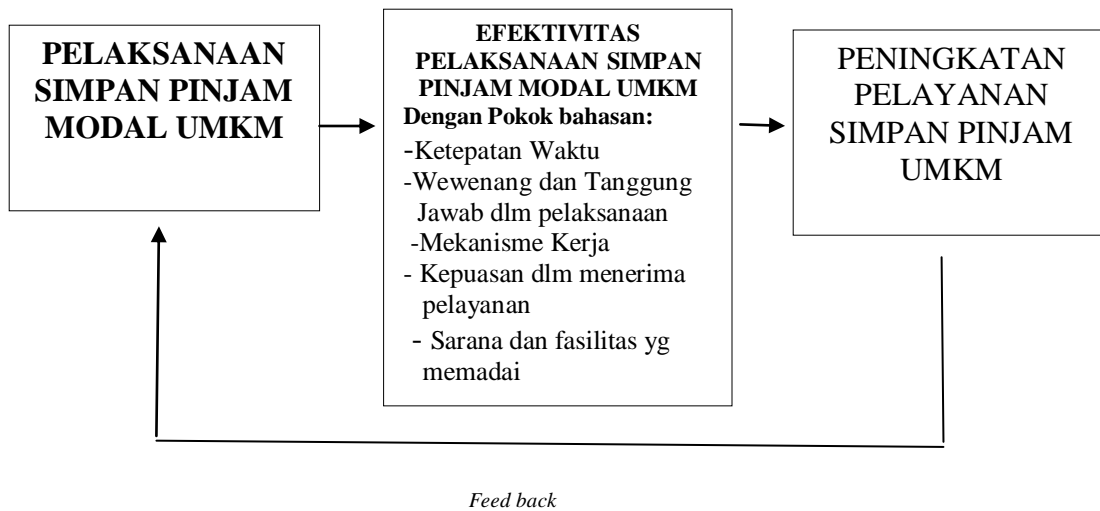 PELAKSANAAN
SIMPAN PINJAM
MODAL UMKM
EFEKTIVITAS
PELAKSANAAN SIMPAN
PINJAM MODAL UMKM
Dengan Pokok bahasan:
-Ketepatan Waktu
-Wewenang dan Tanggung
Jawab dlm pelaksanaan
-Mekanisme Kerja
- Kepuasan dlm menerima
pelayanan
- Sarana dan fasilitas yg
memadai
PENINGKATAN
PELAYANAN
SIMPAN PINJAM
UMKM
Feed back